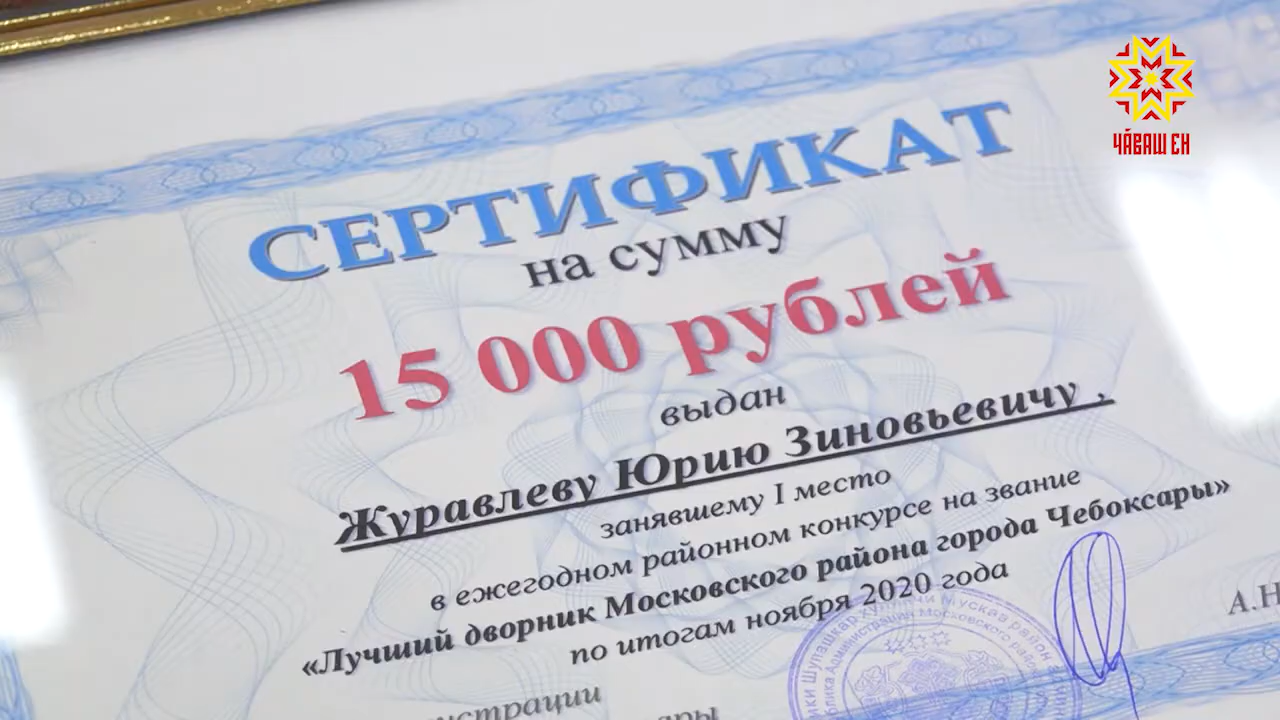 ЧӐВАШ ЕН
СЕРТИФИКАТ
на сумму
15 000 рублей
выдан
Журавлеву Юрию Зиновьевичу ,
занявшему I место
в ежегодном районном конкурсе на звание
«Лучший дворник Московского района города Чебоксары»
по итогам ноября 2020 года
А.Н